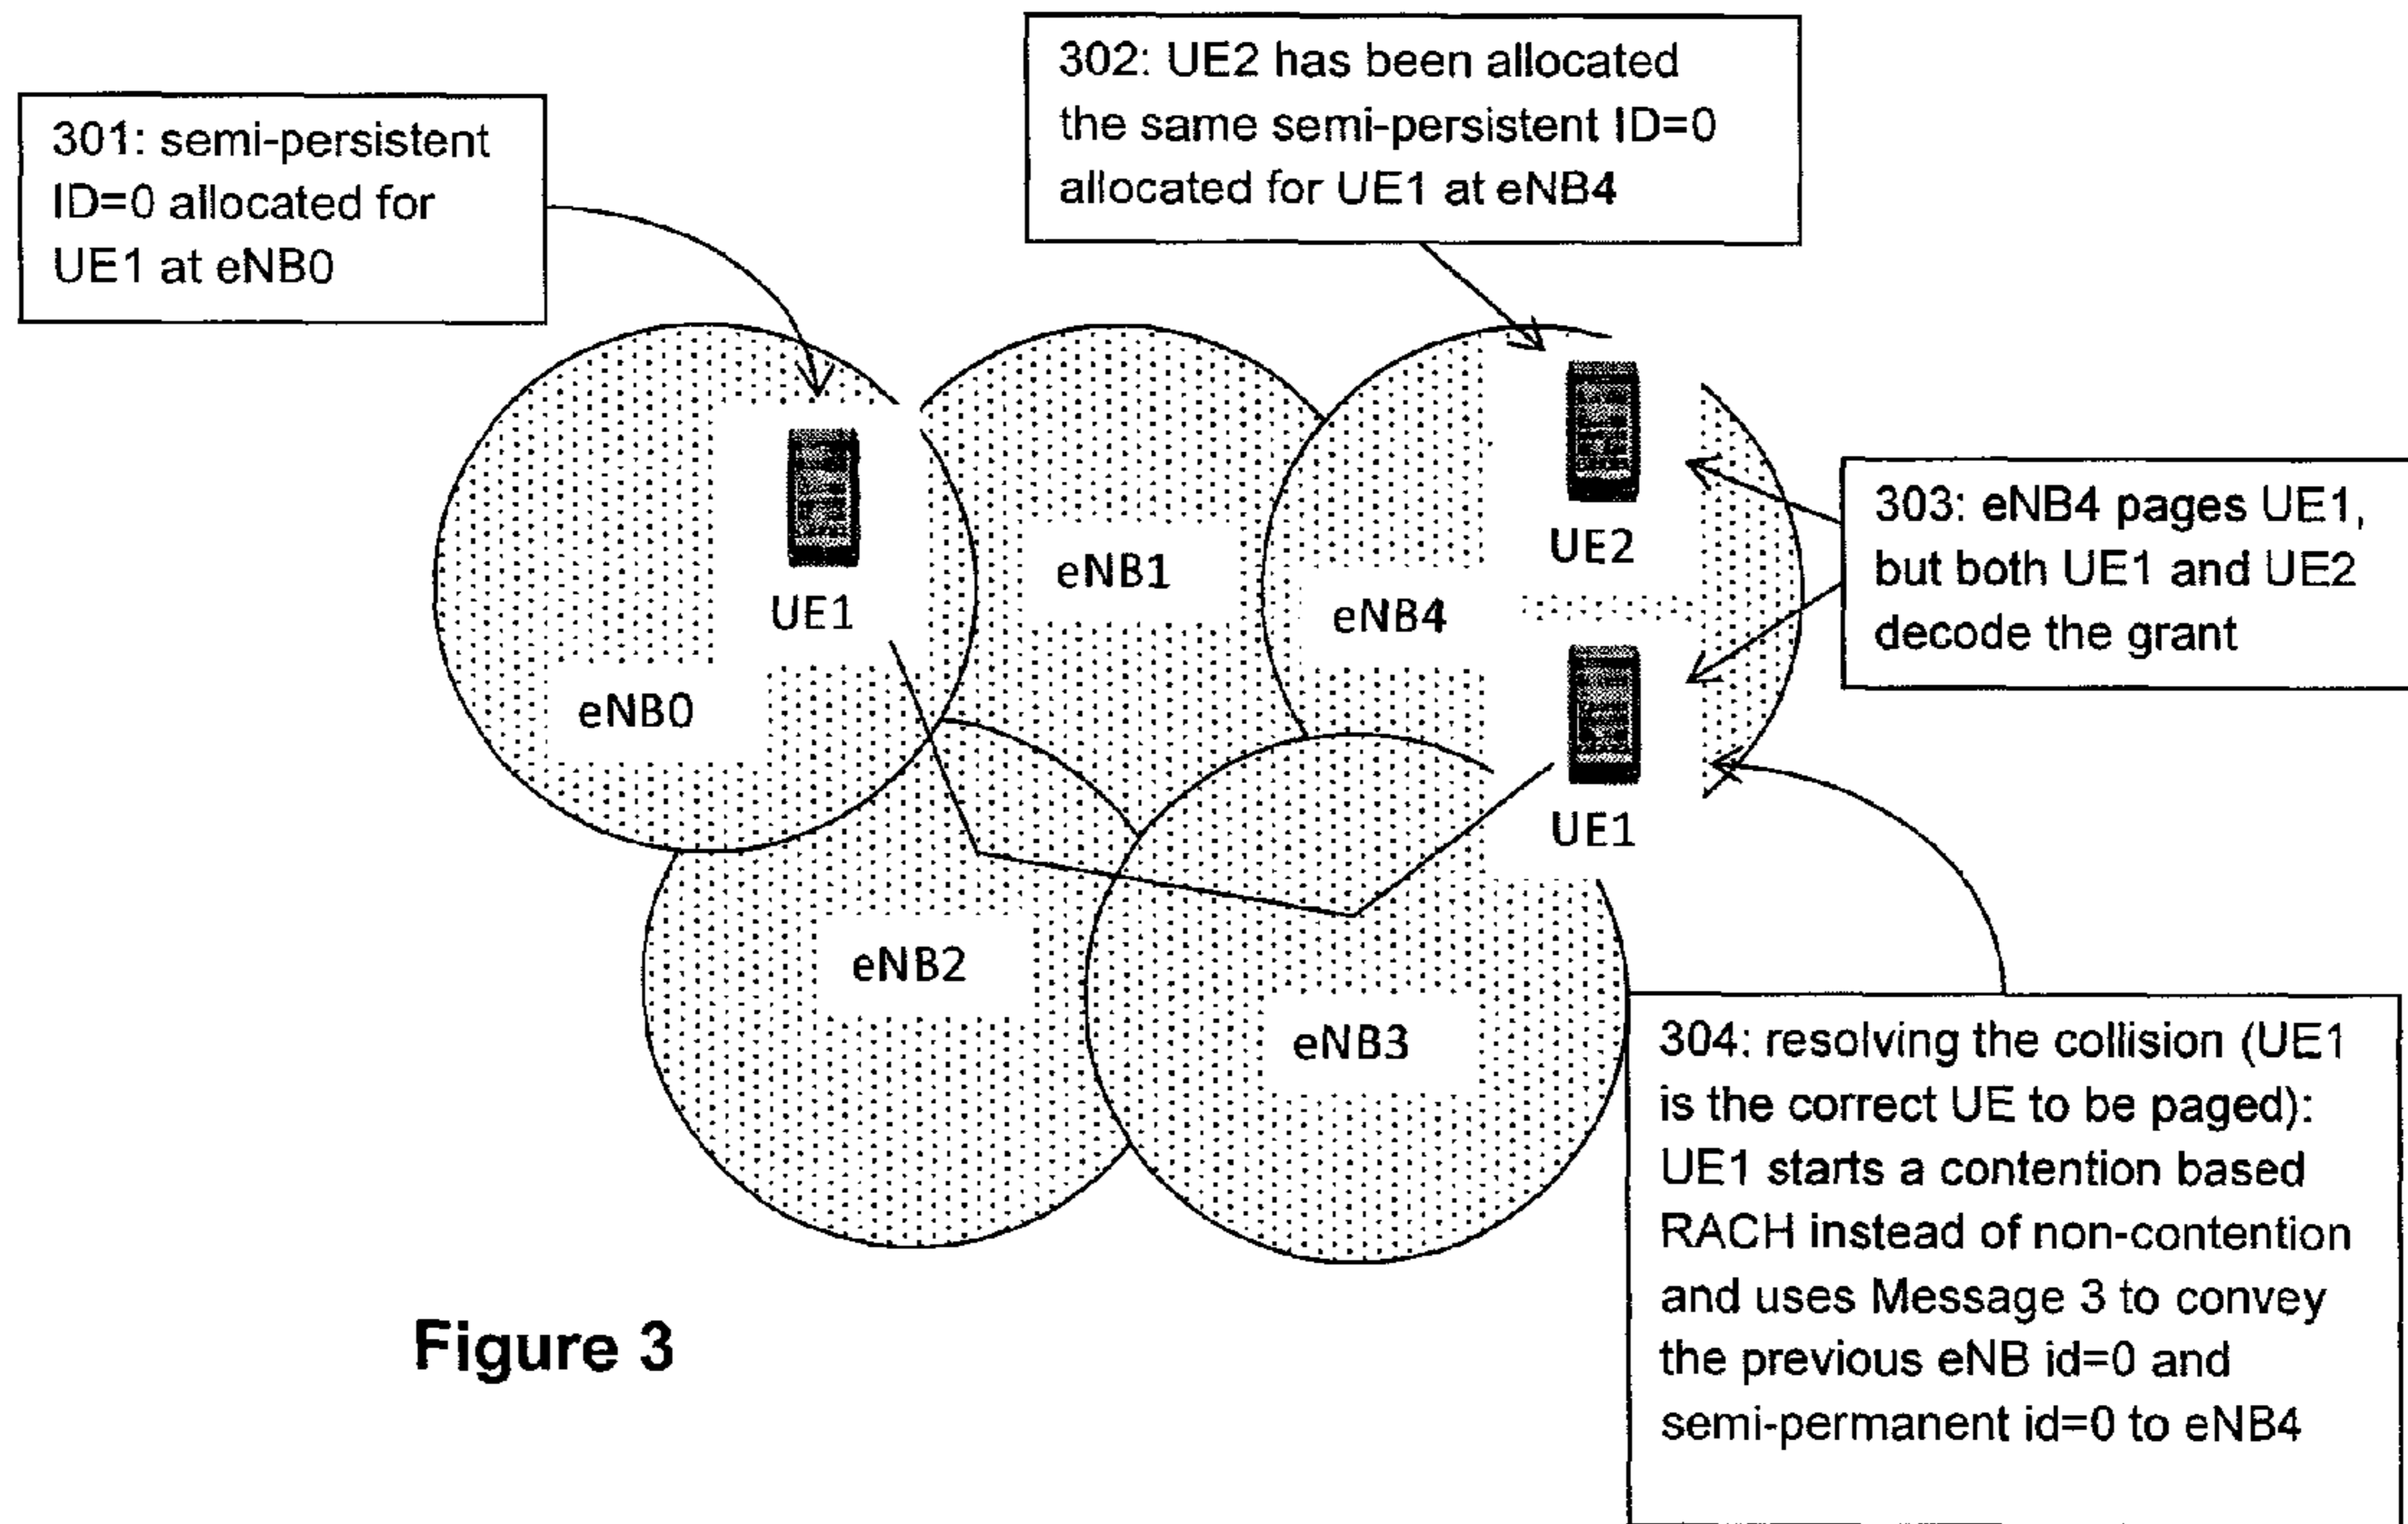 301: semi-persistent
ID=0 allocated for
UE1 at eNB0
302: UE2 has been allocated
the same semi-persistent ID=0
allocated for UE1 at eNB4
UE1
eNB0
eNB1
UE2
eNB4
UE1
303: eNB4 pages UE1,
but both UE1 and UE2
decode the grant
eNB2
eNB3
304: resolving the collision (UE1
is the correct UE to be paged):
UE1 starts a contention based
RACH instead of non-contention
and uses Message 3 to convey
the previous eNB id=0 and
semi-permanent id=0 to eNB4
Figure 3